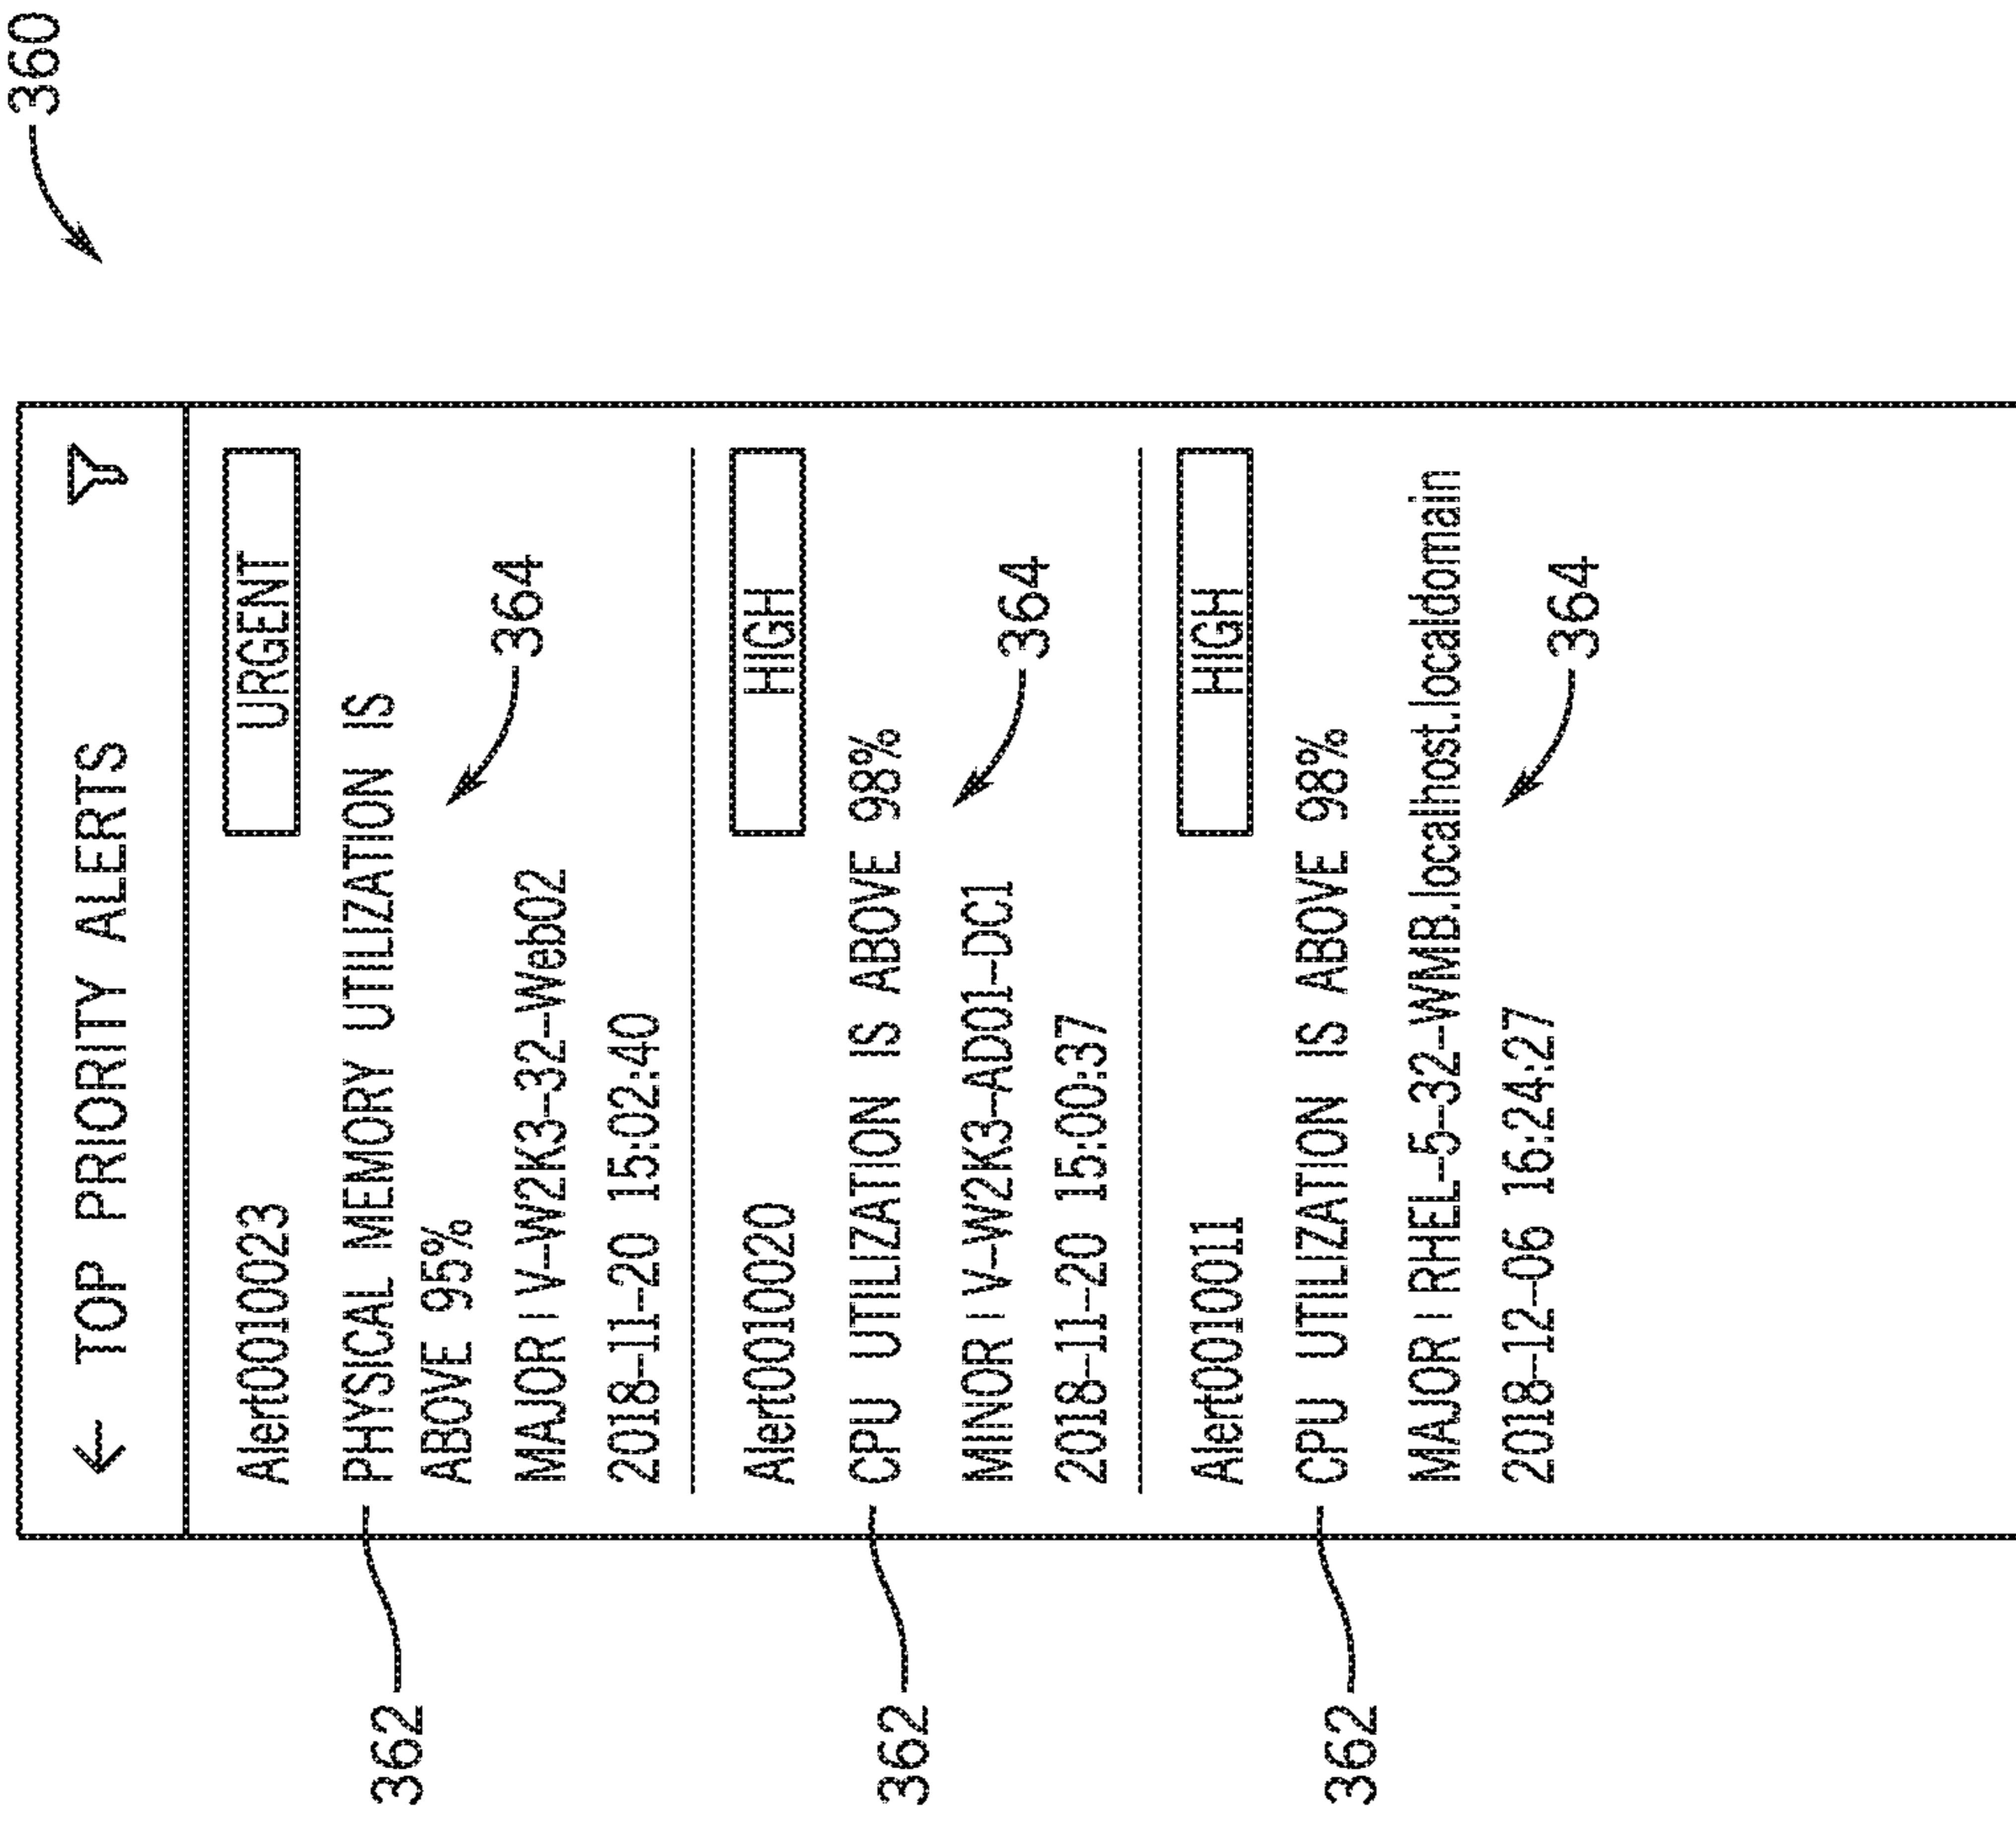 360
← TOP PRIORITY ALERTS
Alert0010023 URGENT
362
PHYSICAL MEMORY UTILIZATION IS
ABOVE 95%
364
MAJOR | V-W2K3-32-Web02
2018-11-20 15:02:40
Alert0010020 HIGH
362
CPU UTILIZATION IS ABOVE 98%
364
MINOR | V-W2K3-AD01-DC1
2018-11-20 15:00:37
Alert0010011 HIGH
362
CPU UTILIZATION IS ABOVE 98%
MAJOR | RHEL-5-32-WMB.localhost.localdomain
364
2018-12-06 16:24:27